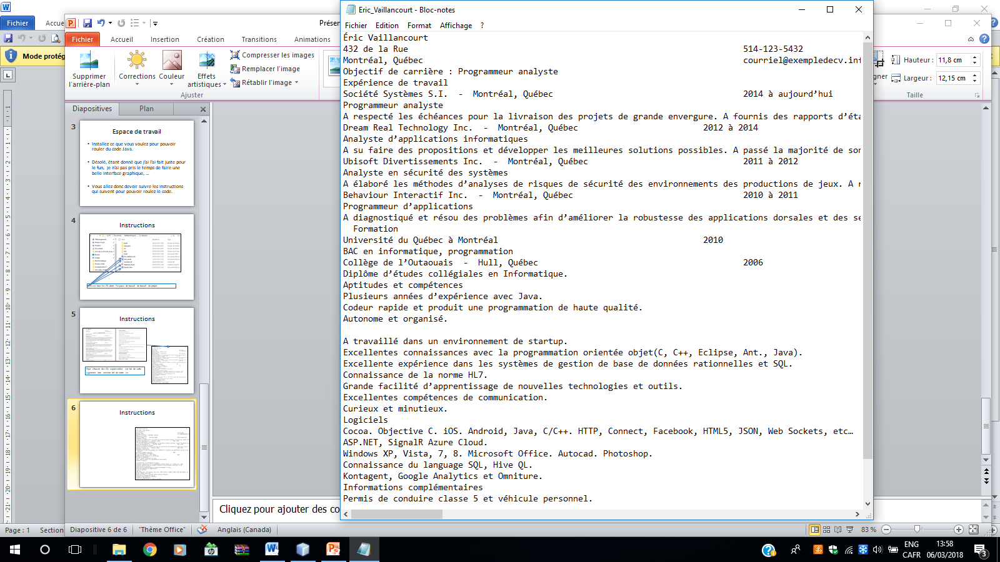 Eric_Vaillancourt - Bloc-notes
Fichier Edition Format Affichage ?
Éric Vaillancourt
432 de la Rue 514-123-5432
Montréal, Québec courriel@exempledecv.inf
Objectif de carrière : Programmeur analyste
Expérience de travail
Société Systèmes S.I. - Montréal, Québec 2014 à aujourd’hui
Programmeur analyste
A respecté les échéances pour la livraison des projets de grande envergure. A fournis des rapports d’éta
Dream Real Technology Inc. - Montréal, Québec 2012 à 2014
Analyste d’applications informatiques
A su faire des propositions et développer les meilleures solutions possibles. A passé la majorité de son
Ubisoft Divertissements Inc. - Montréal, Québec 2011 à 2012
Analyste en sécurité des systèmes
A élaboré les méthodes d’analyses de risques de sécurité des environnements des productions de jeux. A
Behaviour Interactif Inc. - Montréal, Québec 2010 à 2011
Programmeur d’applications
A diagnostiqué et résou des problèmes afin d’améliorer la robustesse des applications dorsales et des se
Formation
Université du Québec à Montréal 2010
BAC en informatique, programmation
Collège de l’Outaouais - Hull, Québec 2006
Diplôme d’études collégiales en Informatique.
Aptitudes et compétences
Plusieurs années d’expérience avec Java.
Codeur rapide et produit une programmation de haute qualité.
Autonome et organisé.
A travaillé dans un environnement de startup.
Excellentes connaissances avec la programmation orientée objet(C, C++, Eclipse, Ant., Java).
Excellente expérience dans les systèmes de gestion de base de données rationnelles et SQL.
Connaissance de la norme HL7.
Grande facilité d’apprentissage de nouvelles technologies et outils.
Excellentes compétences de communication.
Curieux et minutieux.
Logiciels
Cocoa. Objective C. iOS. Android, Java, C/C++. HTTP, Connect, Facebook, HTML5, JSON, Web Sockets, etc…
ASP.NET, SignalR Azure Cloud.
Windows XP, Vista, 7, 8. Microsoft Office. Autocad. Photoshop.
Connaissance du language SQL, Hive QL.
Kontagent, Google Analytics et Omniture.
Informations complémentaires
Permis de conduire classe 5 et véhicule personnel.
Fichier Accue
Mode protég
Présen
Fichier Accueil Insertion Création Transitions Animations
Supprimer l’arrière-plan
Corrections Couleur Effets artistiques
Compresser les images
Remplacer l’image
Rétablir l’image
Ajuster
gner
Hauteur : 11,8 cm
Largeur : 12,15 cm
Taille
Diapositives Plan
3
Espace de travail
• Installez ce que vous voulez pour pouvoir
rouler du code Java.
• Désolé, étant donné que j’ai l’ai fait juste pour
le fun, je n’ai pas pris le temps de faire une
belle interface graphique, ...
• Vous allez donc devoir suivre les instructions
qui suivent pour pouvoir roulez le code.
4
Instructions
5
Instructions
6
Instructions
Cliquez pour ajouter des co
Page : 1 Section
Diapositive 6 de 6 "Thème Office" Anglais (Canada)
83 %
ENG
CAFR
13:58
06/03/2018
3